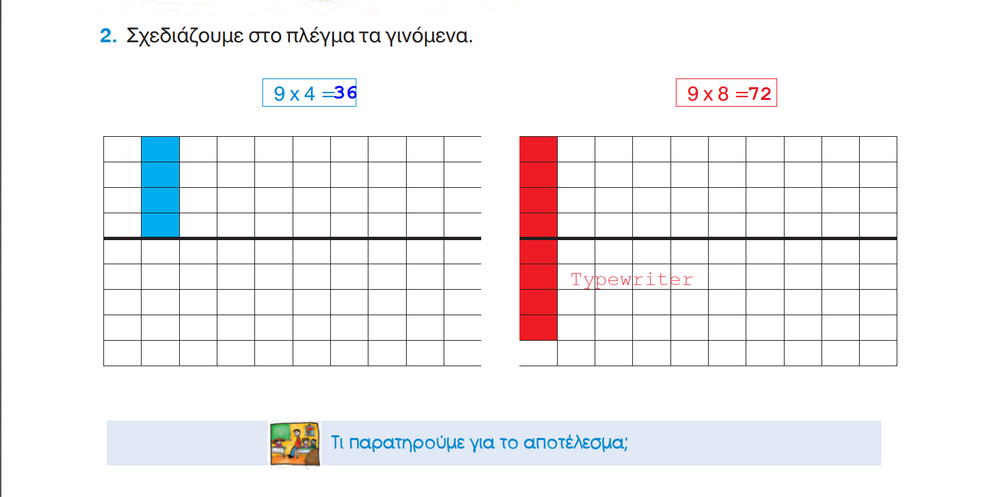 2. Σχεδιάζουμε στο πλέγμα τα γινόμενα.
9 x 4 =36
9 x 8 =72
Typewriter
Τι παρατηρούμε για το αποτέλεσμα;